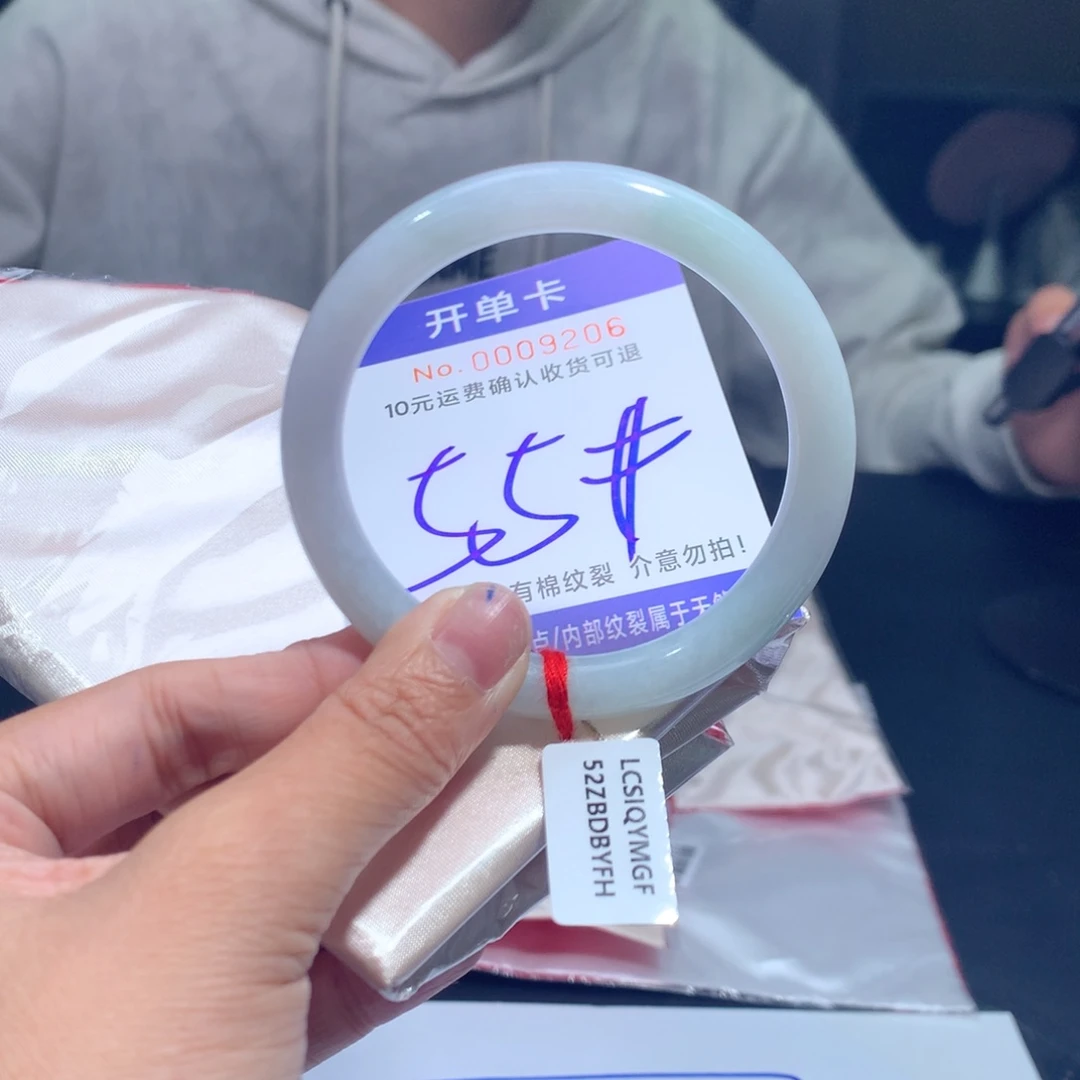 开单卡
No.0009206
10元运费确认收货可退
55#
有棉纹裂 介意勿拍！
点/内部纹裂属于天然
LCSIQYMGF
52ZBDBYFH